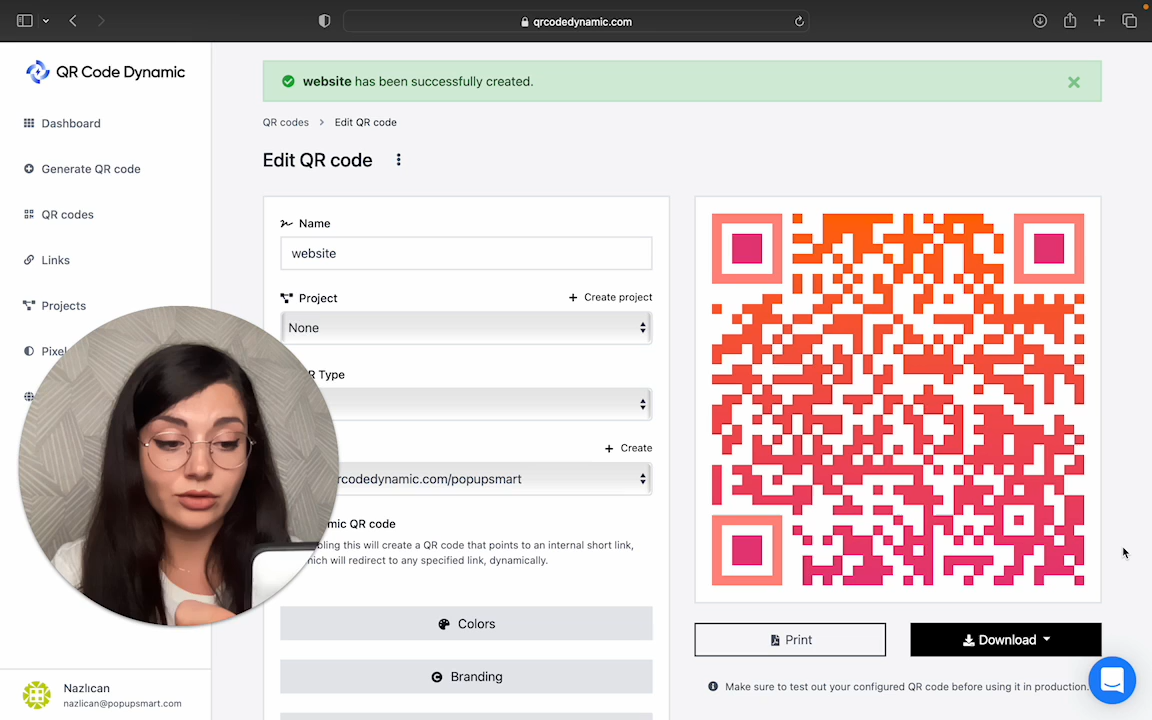 qrcodedynamic.com
QR Code Dynamic
website has been successfully created.
QR codes > Edit QR code
Edit QR code
Dashboard
Generate QR code
QR codes
Links
Projects
Name
website
Project
+ Create project
None
Type
+ Create
rcodedynamic.com/popupsmart
QR code
this will create a QR code that points to an internal short link,
will redirect to any specified link, dynamically.
Colors
Branding
Print
Download
Make sure to test out your configured QR code before using it in production.
Nazlıcan
nazlican@popupsmart.com